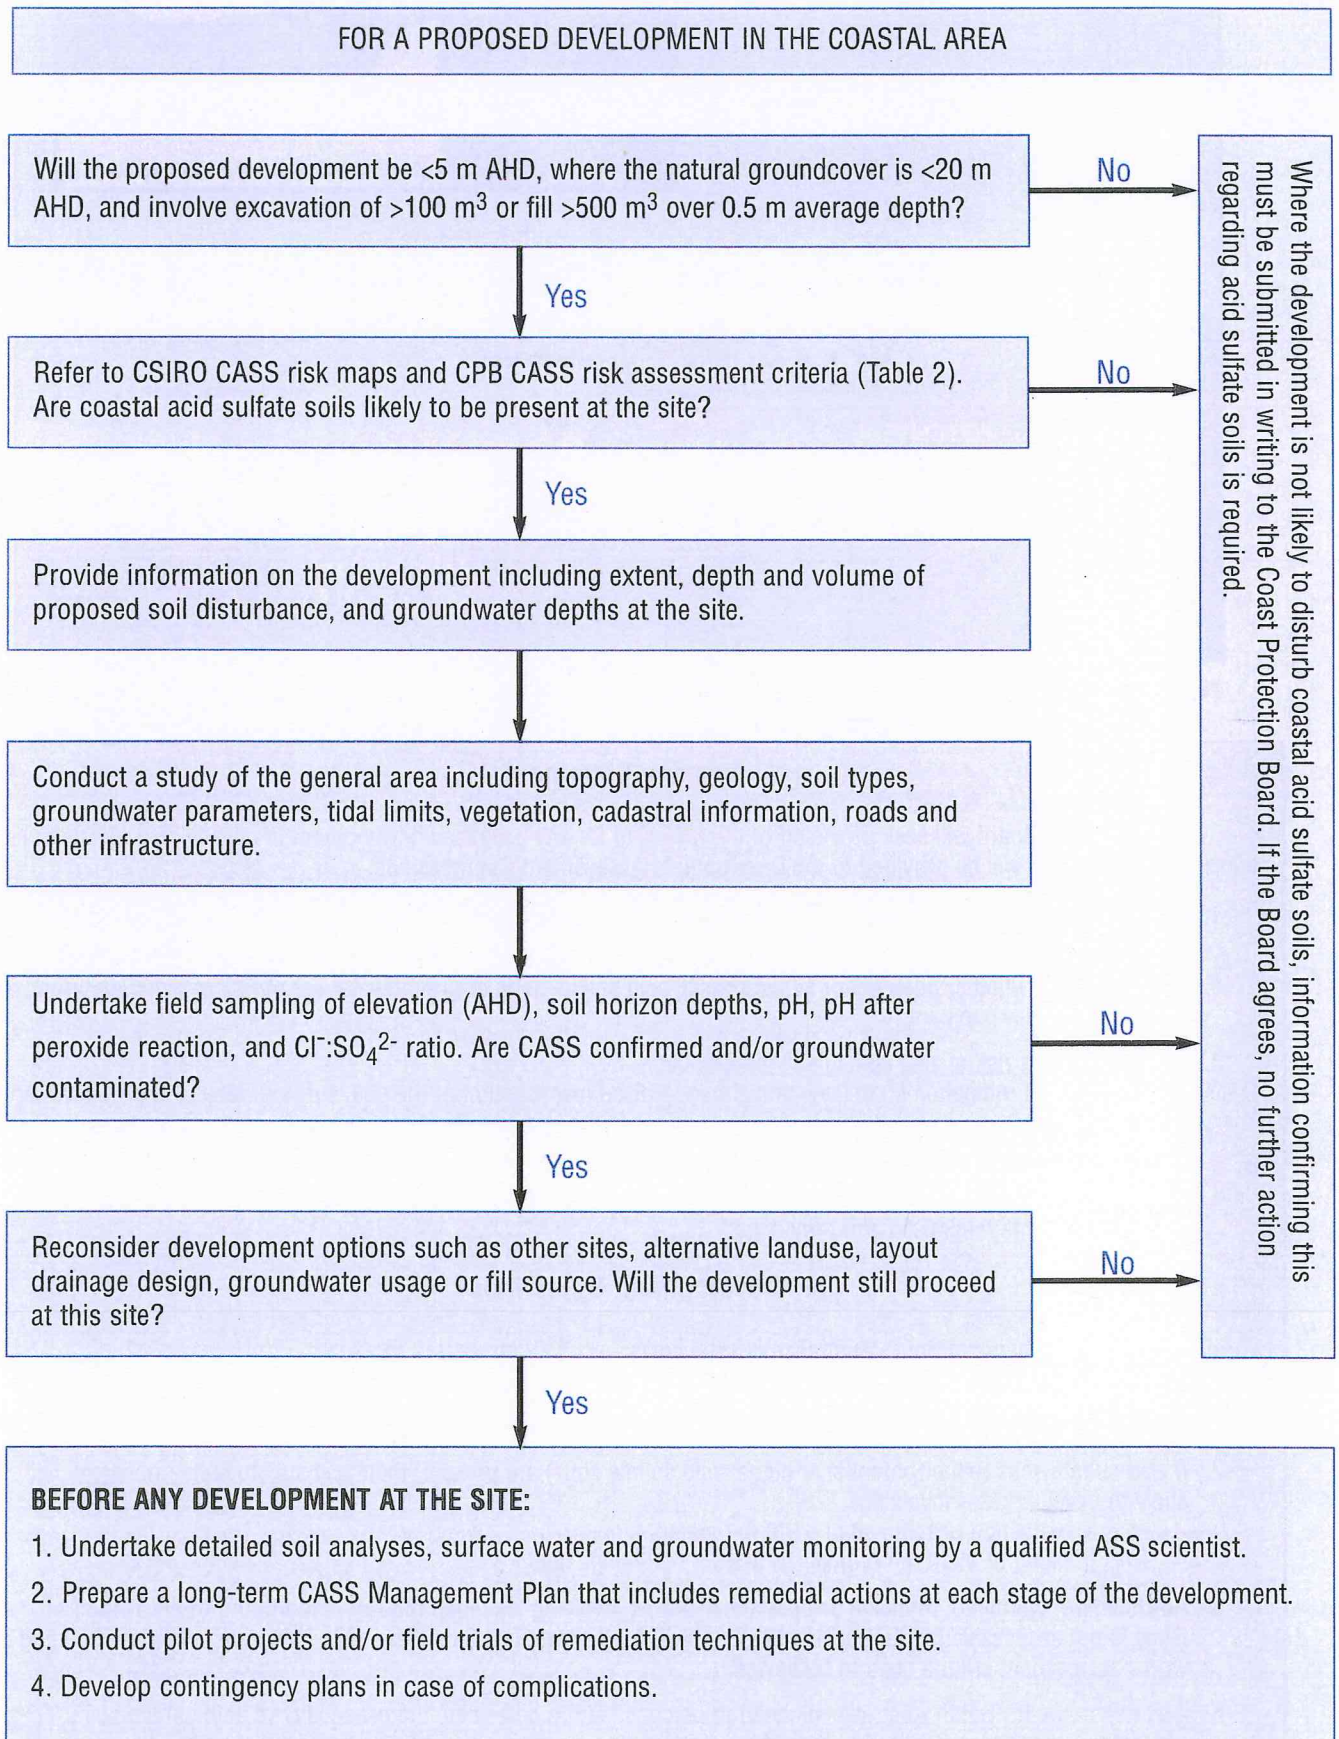 FOR A PROPOSED DEVELOPMENT IN THE COASTAL AREA
Will the proposed development be <5 m AHD, where the natural groundcover is <20 m
AHD, and involve excavation of >100 m³ or fill >500 m³ over 0.5 m average depth?
No
Yes
Refer to CSIRO CASS risk maps and CPB CASS risk assessment criteria (Table 2).
Are coastal acid sulfate soils likely to be present at the site?
No
Yes
Provide information on the development including extent, depth and volume of
proposed soil disturbance, and groundwater depths at the site.
Conduct a study of the general area including topography, geology, soil types,
groundwater parameters, tidal limits, vegetation, cadastral information, roads and
other infrastructure.
Undertake field sampling of elevation (AHD), soil horizon depths, pH, pH after
peroxide reaction, and Cl⁻:SO₄²⁻ ratio. Are CASS confirmed and/or groundwater
contaminated?
No
Yes
Reconsider development options such as other sites, alternative landuse, layout
drainage design, groundwater usage or fill source. Will the development still proceed
at this site?
No
Yes
Where the development is not likely to disturb coastal acid sulfate soils, information confirming this
must be submitted in writing to the Coast Protection Board. If the Board agrees, no further action
regarding acid sulfate soils is required.
BEFORE ANY DEVELOPMENT AT THE SITE:
1. Undertake detailed soil analyses, surface water and groundwater monitoring by a qualified ASS scientist.
2. Prepare a long-term CASS Management Plan that includes remedial actions at each stage of the development.
3. Conduct pilot projects and/or field trials of remediation techniques at the site.
4. Develop contingency plans in case of complications.